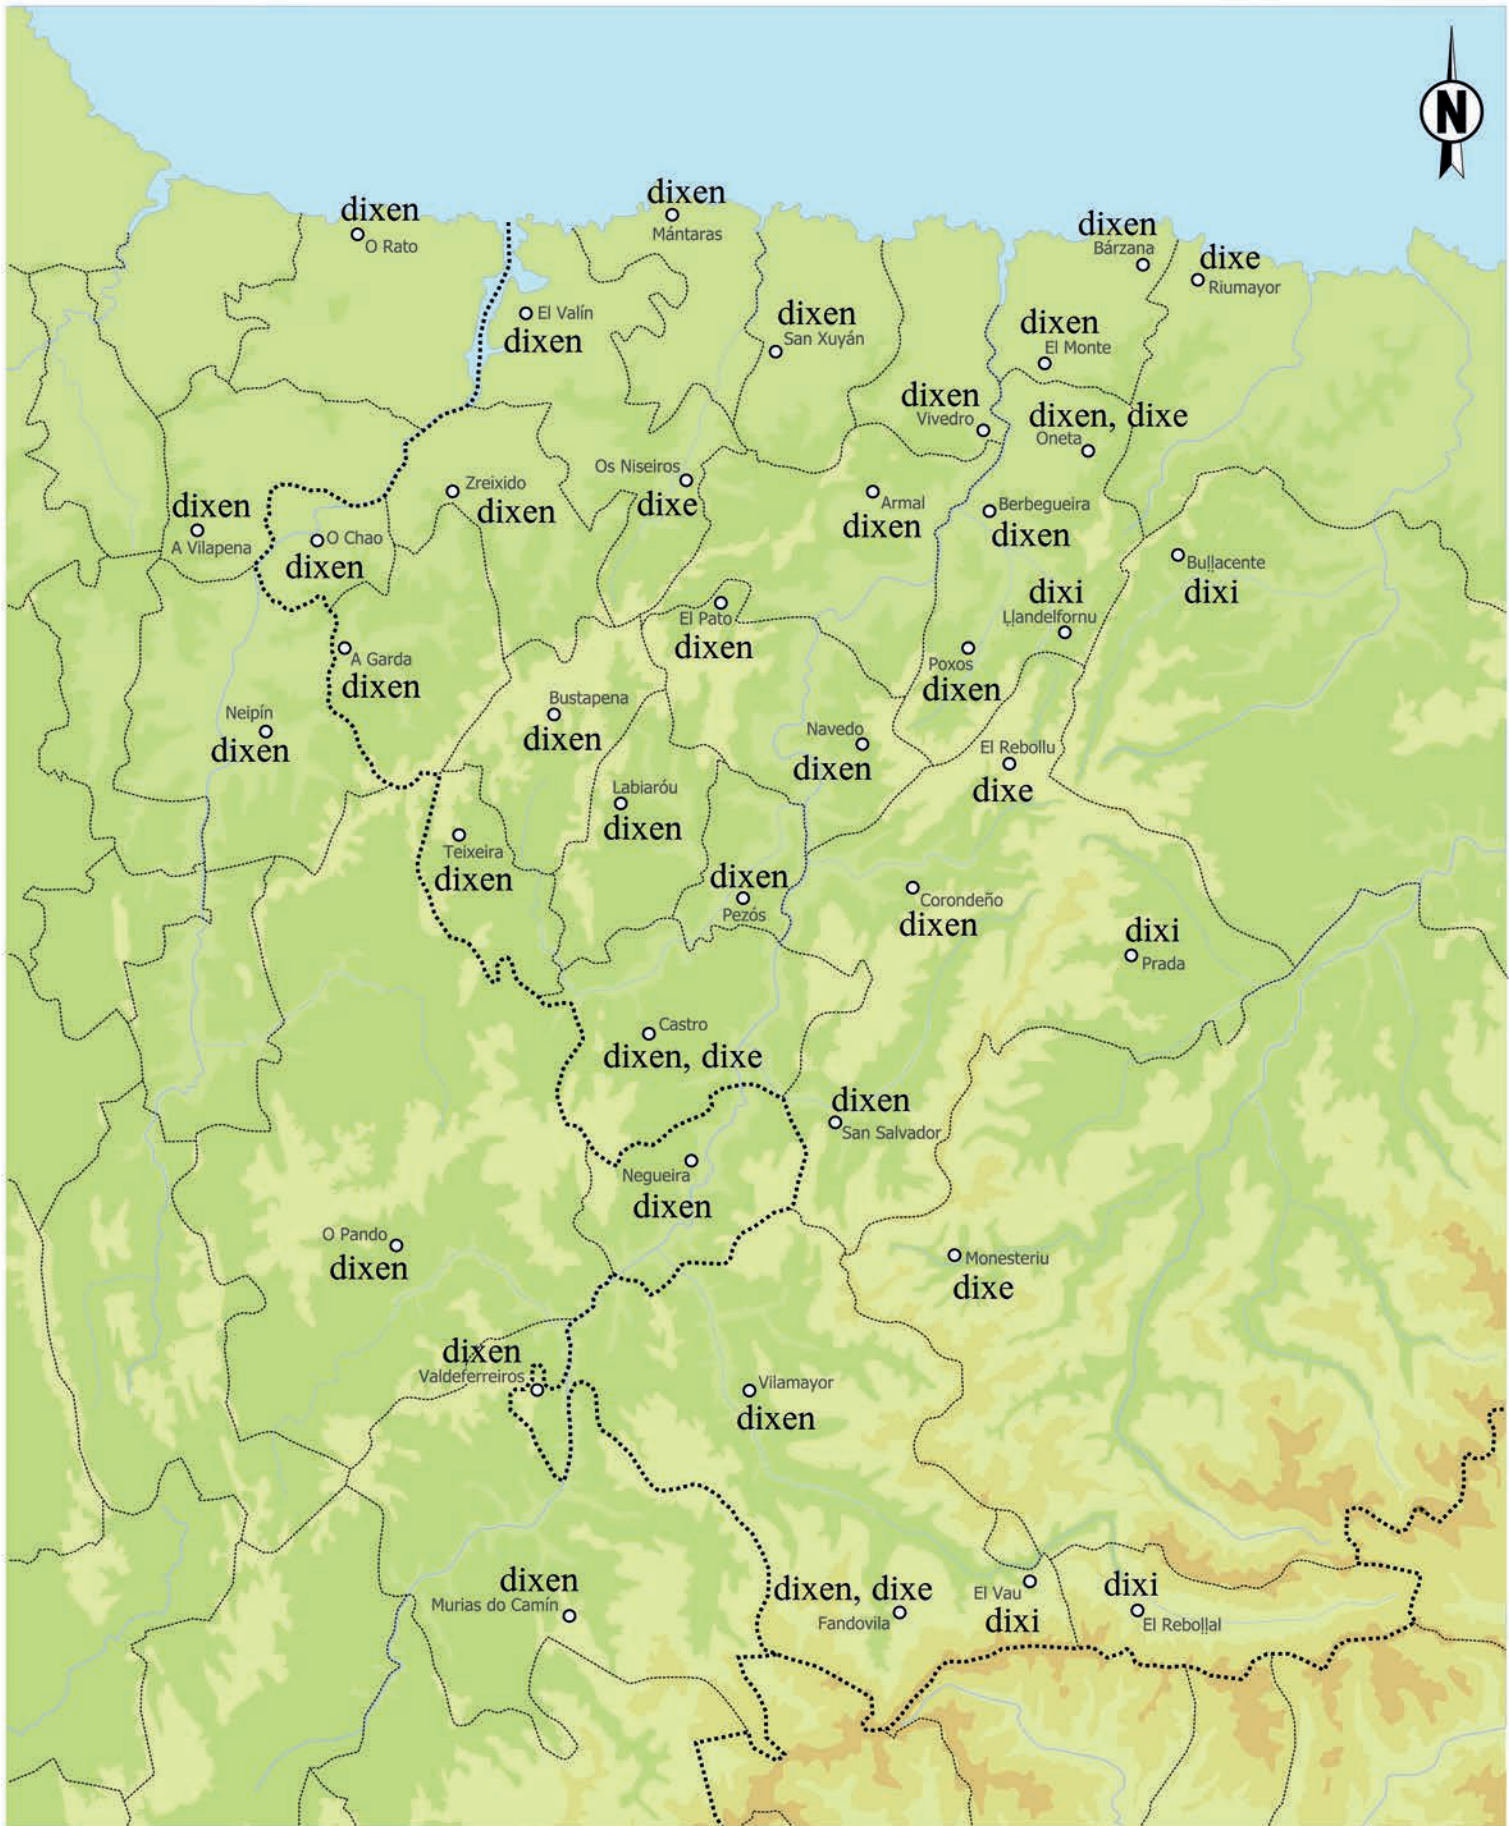 N
dixen
Mántaras
dixen
O Rato
dixen
Bárzana
dixe
Riumayor
El Valín
dixen
dixen
San Xuyán
dixen
El Monte
dixen
Vivedro
dixen, dixe
Oneta
Os Niseiros
dixe
Zreixido
dixen
dixen
A Vilapena
O Chao
dixen
Armal
dixen
Berbegueira
dixen
Buḷḷacente
dixi
dixi
Ḷḷandelfornu
El Pato
dixen
A Garda
dixen
Poxos
dixen
Bustapena
dixen
Neipín
dixen
Navedo
dixen
El Rebollu
dixe
Labiaróu
dixen
Teixeira
dixen
dixen
Pezós
Corondeño
dixen
dixi
Prada
Castro
dixen, dixe
dixen
San Salvador
Negueira
dixen
O Pando
dixen
Monesteriu
dixe
dixen
Valdeferreiros
Vilamayor
dixen
dixen
Murias do Camín
dixen, dixe
Fandovila
El Vau
dixi
dixi
El Reboḷḷal